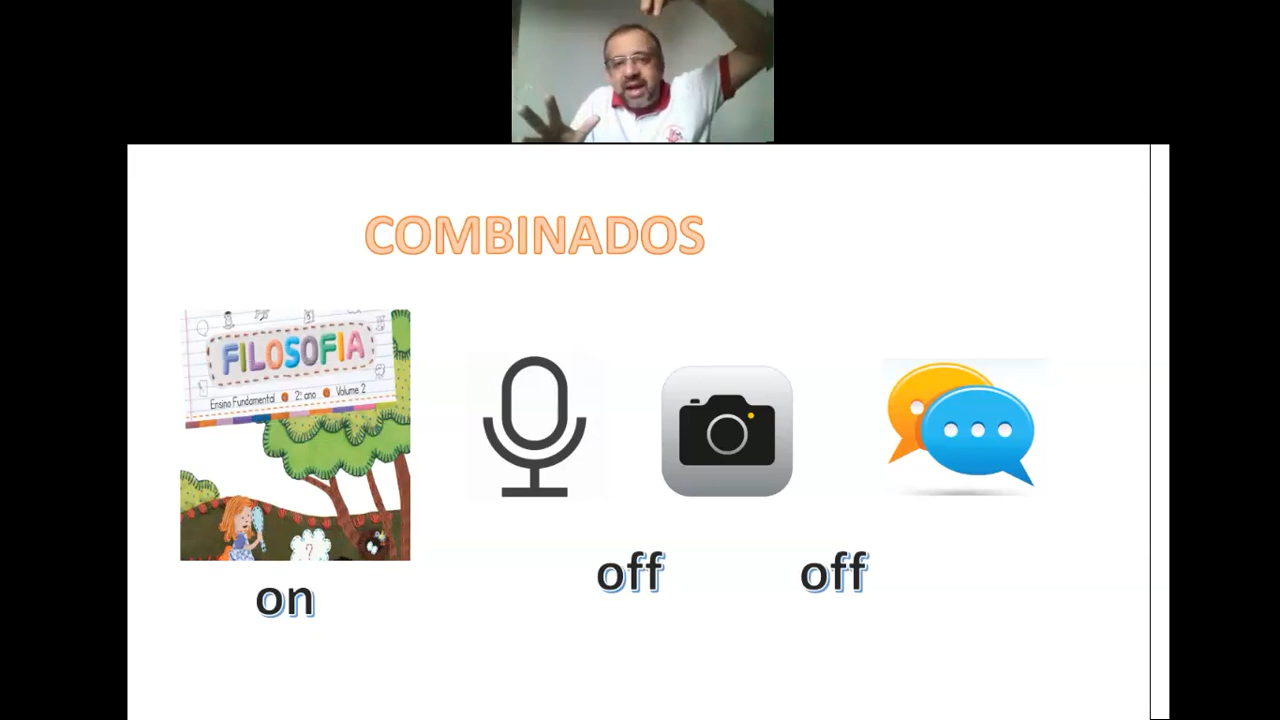 COMBINADOS
FILOSOFIA
Ensino Fundamental 2º ano Volume 2
?
on
off
off